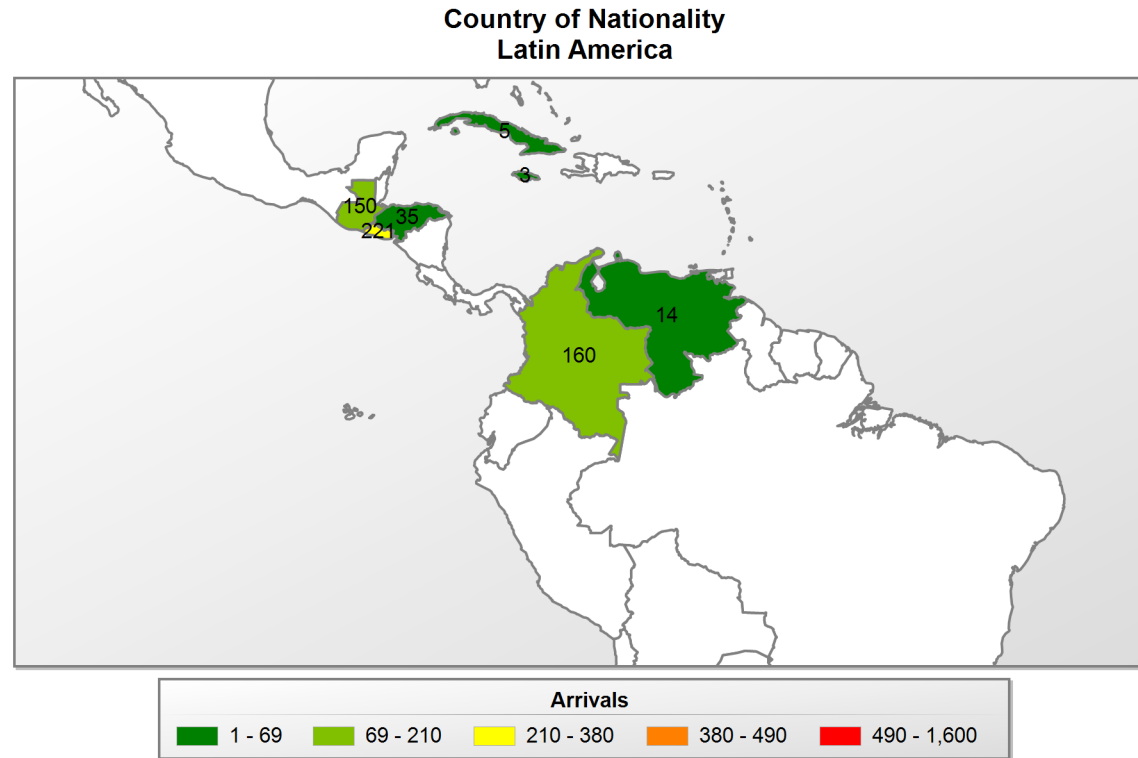 Country of Nationality
Latin America
5
3
150
35
221
14
160
Arrivals
1 - 69
69 - 210
210 - 380
380 - 490
490 - 1,600